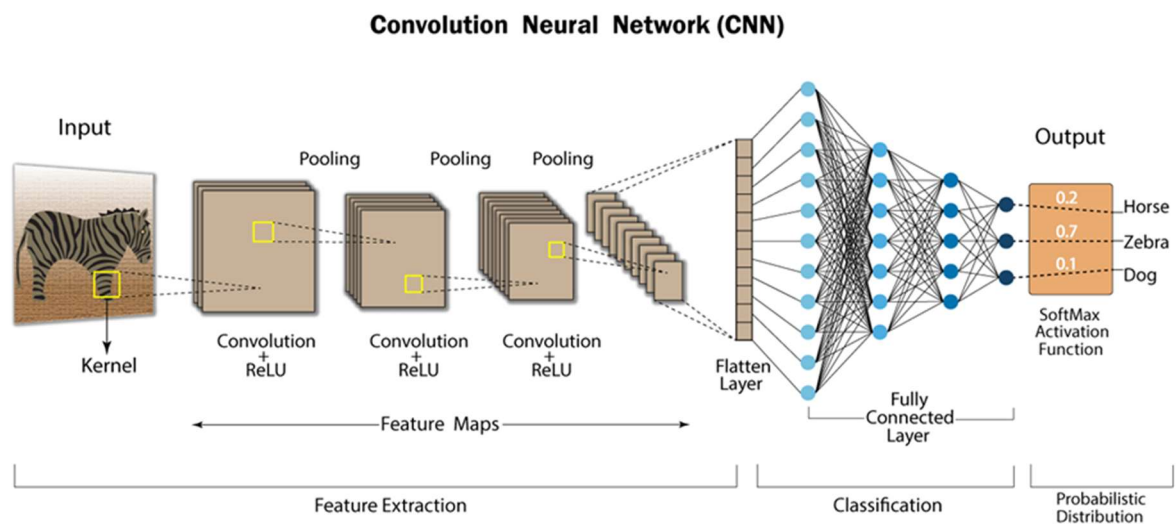 Convolution Neural Network (CNN)
Input
Output
Pooling
Pooling
Pooling
0.2
Horse
0.7
Zebra
0.1
Dog
Kernel
Convolution
+
ReLU
Convolution
+
ReLU
Convolution
+
ReLU
Flatten
Layer
SoftMax
Activation
Function
Feature Maps
Fully
Connected
Layer
Feature Extraction
Classification
Probabilistic
Distribution